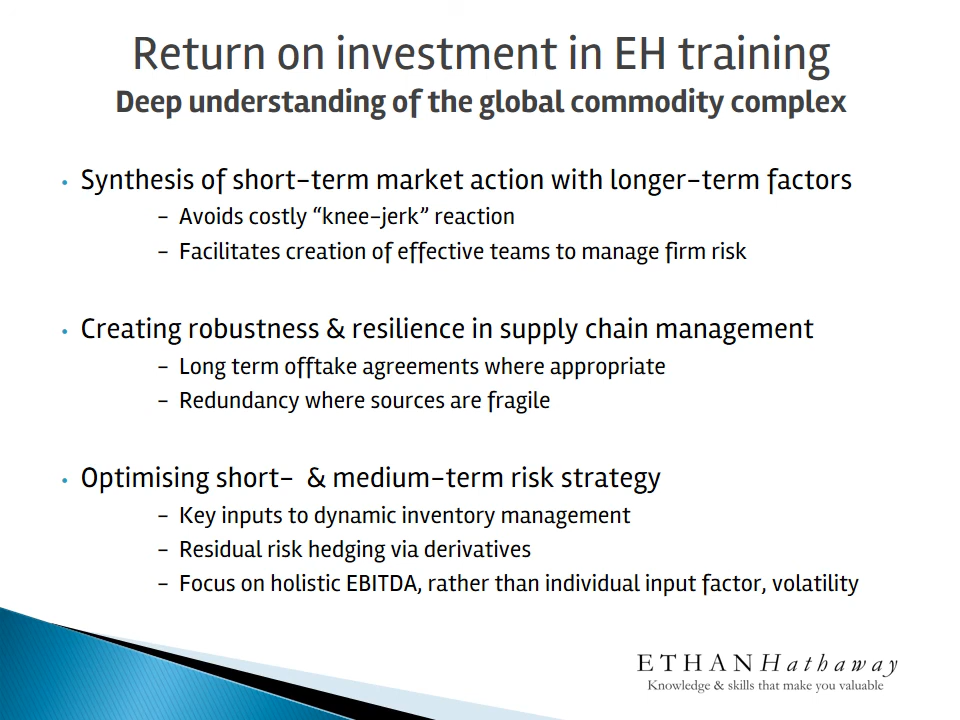 Return on investment in EH training
Deep understanding of the global commodity complex
• Synthesis of short-term market action with longer-term factors
– Avoids costly “knee-jerk” reaction
– Facilitates creation of effective teams to manage firm risk
• Creating robustness & resilience in supply chain management
– Long term offtake agreements where appropriate
– Redundancy where sources are fragile
• Optimising short- & medium-term risk strategy
– Key inputs to dynamic inventory management
– Residual risk hedging via derivatives
– Focus on holistic EBITDA, rather than individual input factor, volatility
ETHANHathaway
Knowledge & skills that make you valuable